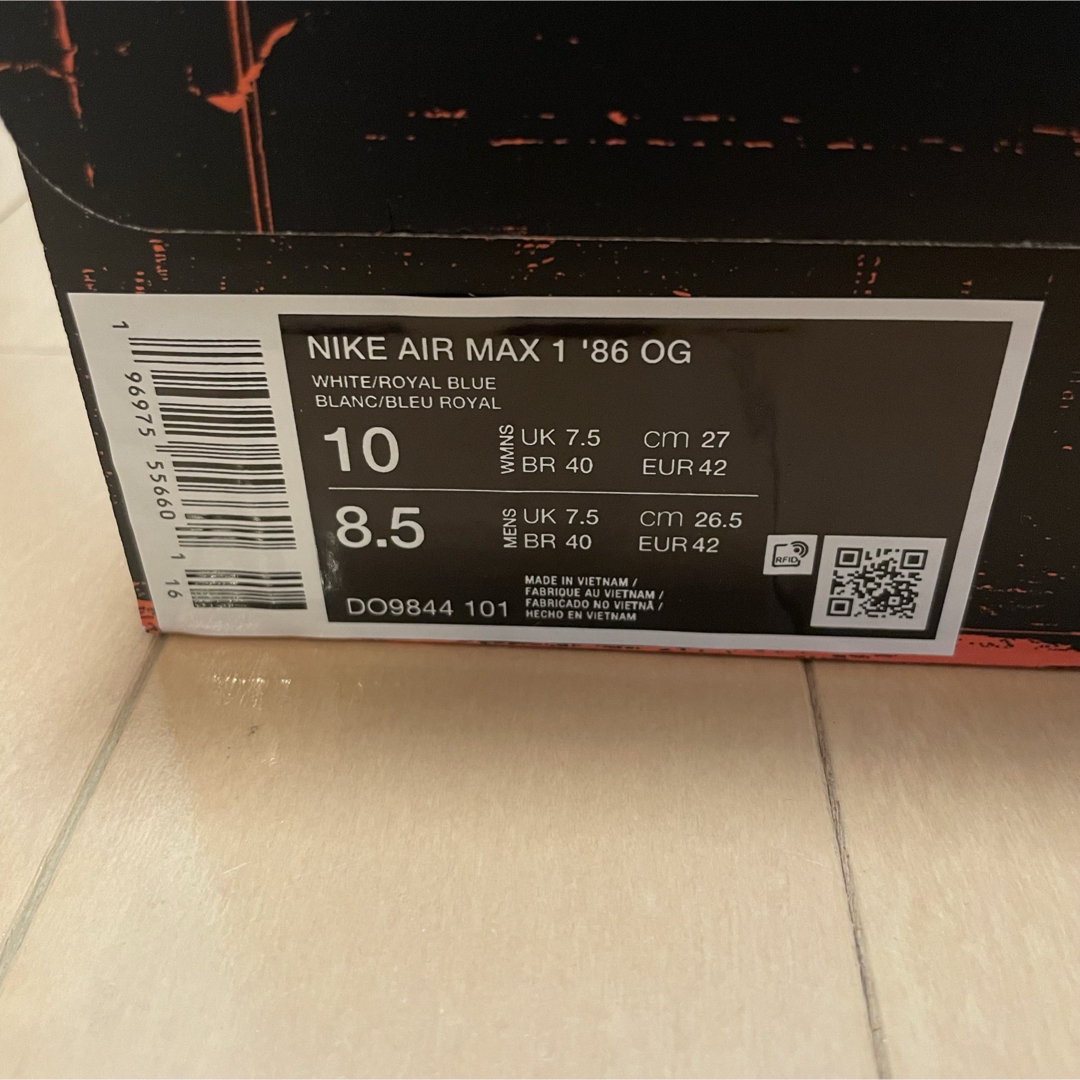 NIKE AIR MAX 1 '86 OG
WHITE/ROYAL BLUE
BLANC/BLEU ROYAL
10 WMNS UK 7.5 cm 27
BR 40 EUR 42
8.5 MENS UK 7.5 cm 26.5
BR 40 EUR 42
RFID
MADE IN VIETNAM /
FABRIQUE AU VIETNAM /
FABRICADO NO VIETNÃ /
HECHO EN VIETNAM
DO9844 101
1 96975 55660 1 16